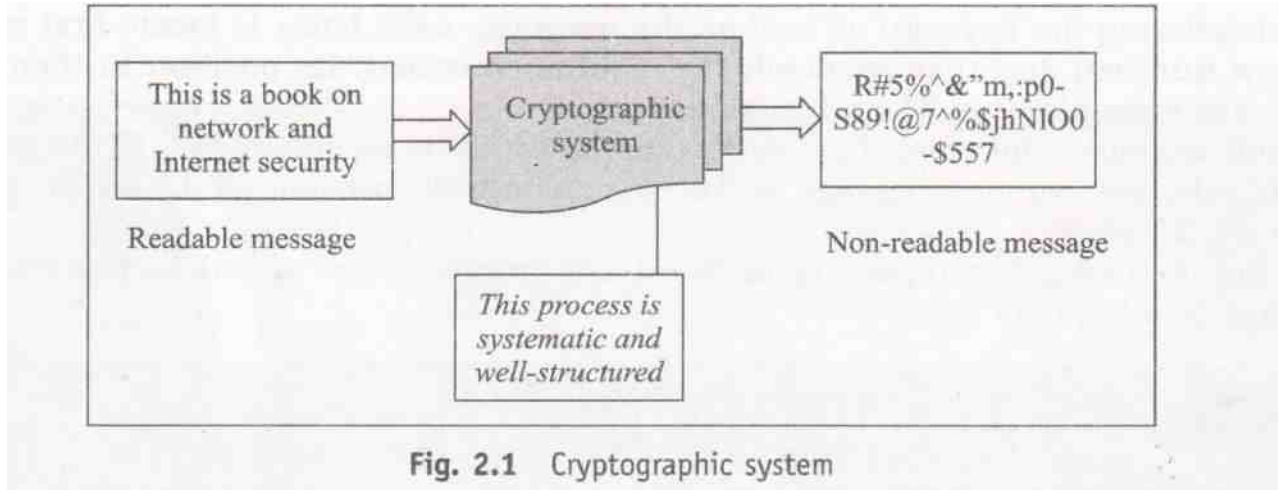 This is a book on
network and
Internet security
Cryptographic
system
R#5%^&”m,:p0-
S89!@7^%$jhNlO0
-$557
Readable message
Non-readable message
This process is
systematic and
well-structured
Fig. 2.1 Cryptographic system